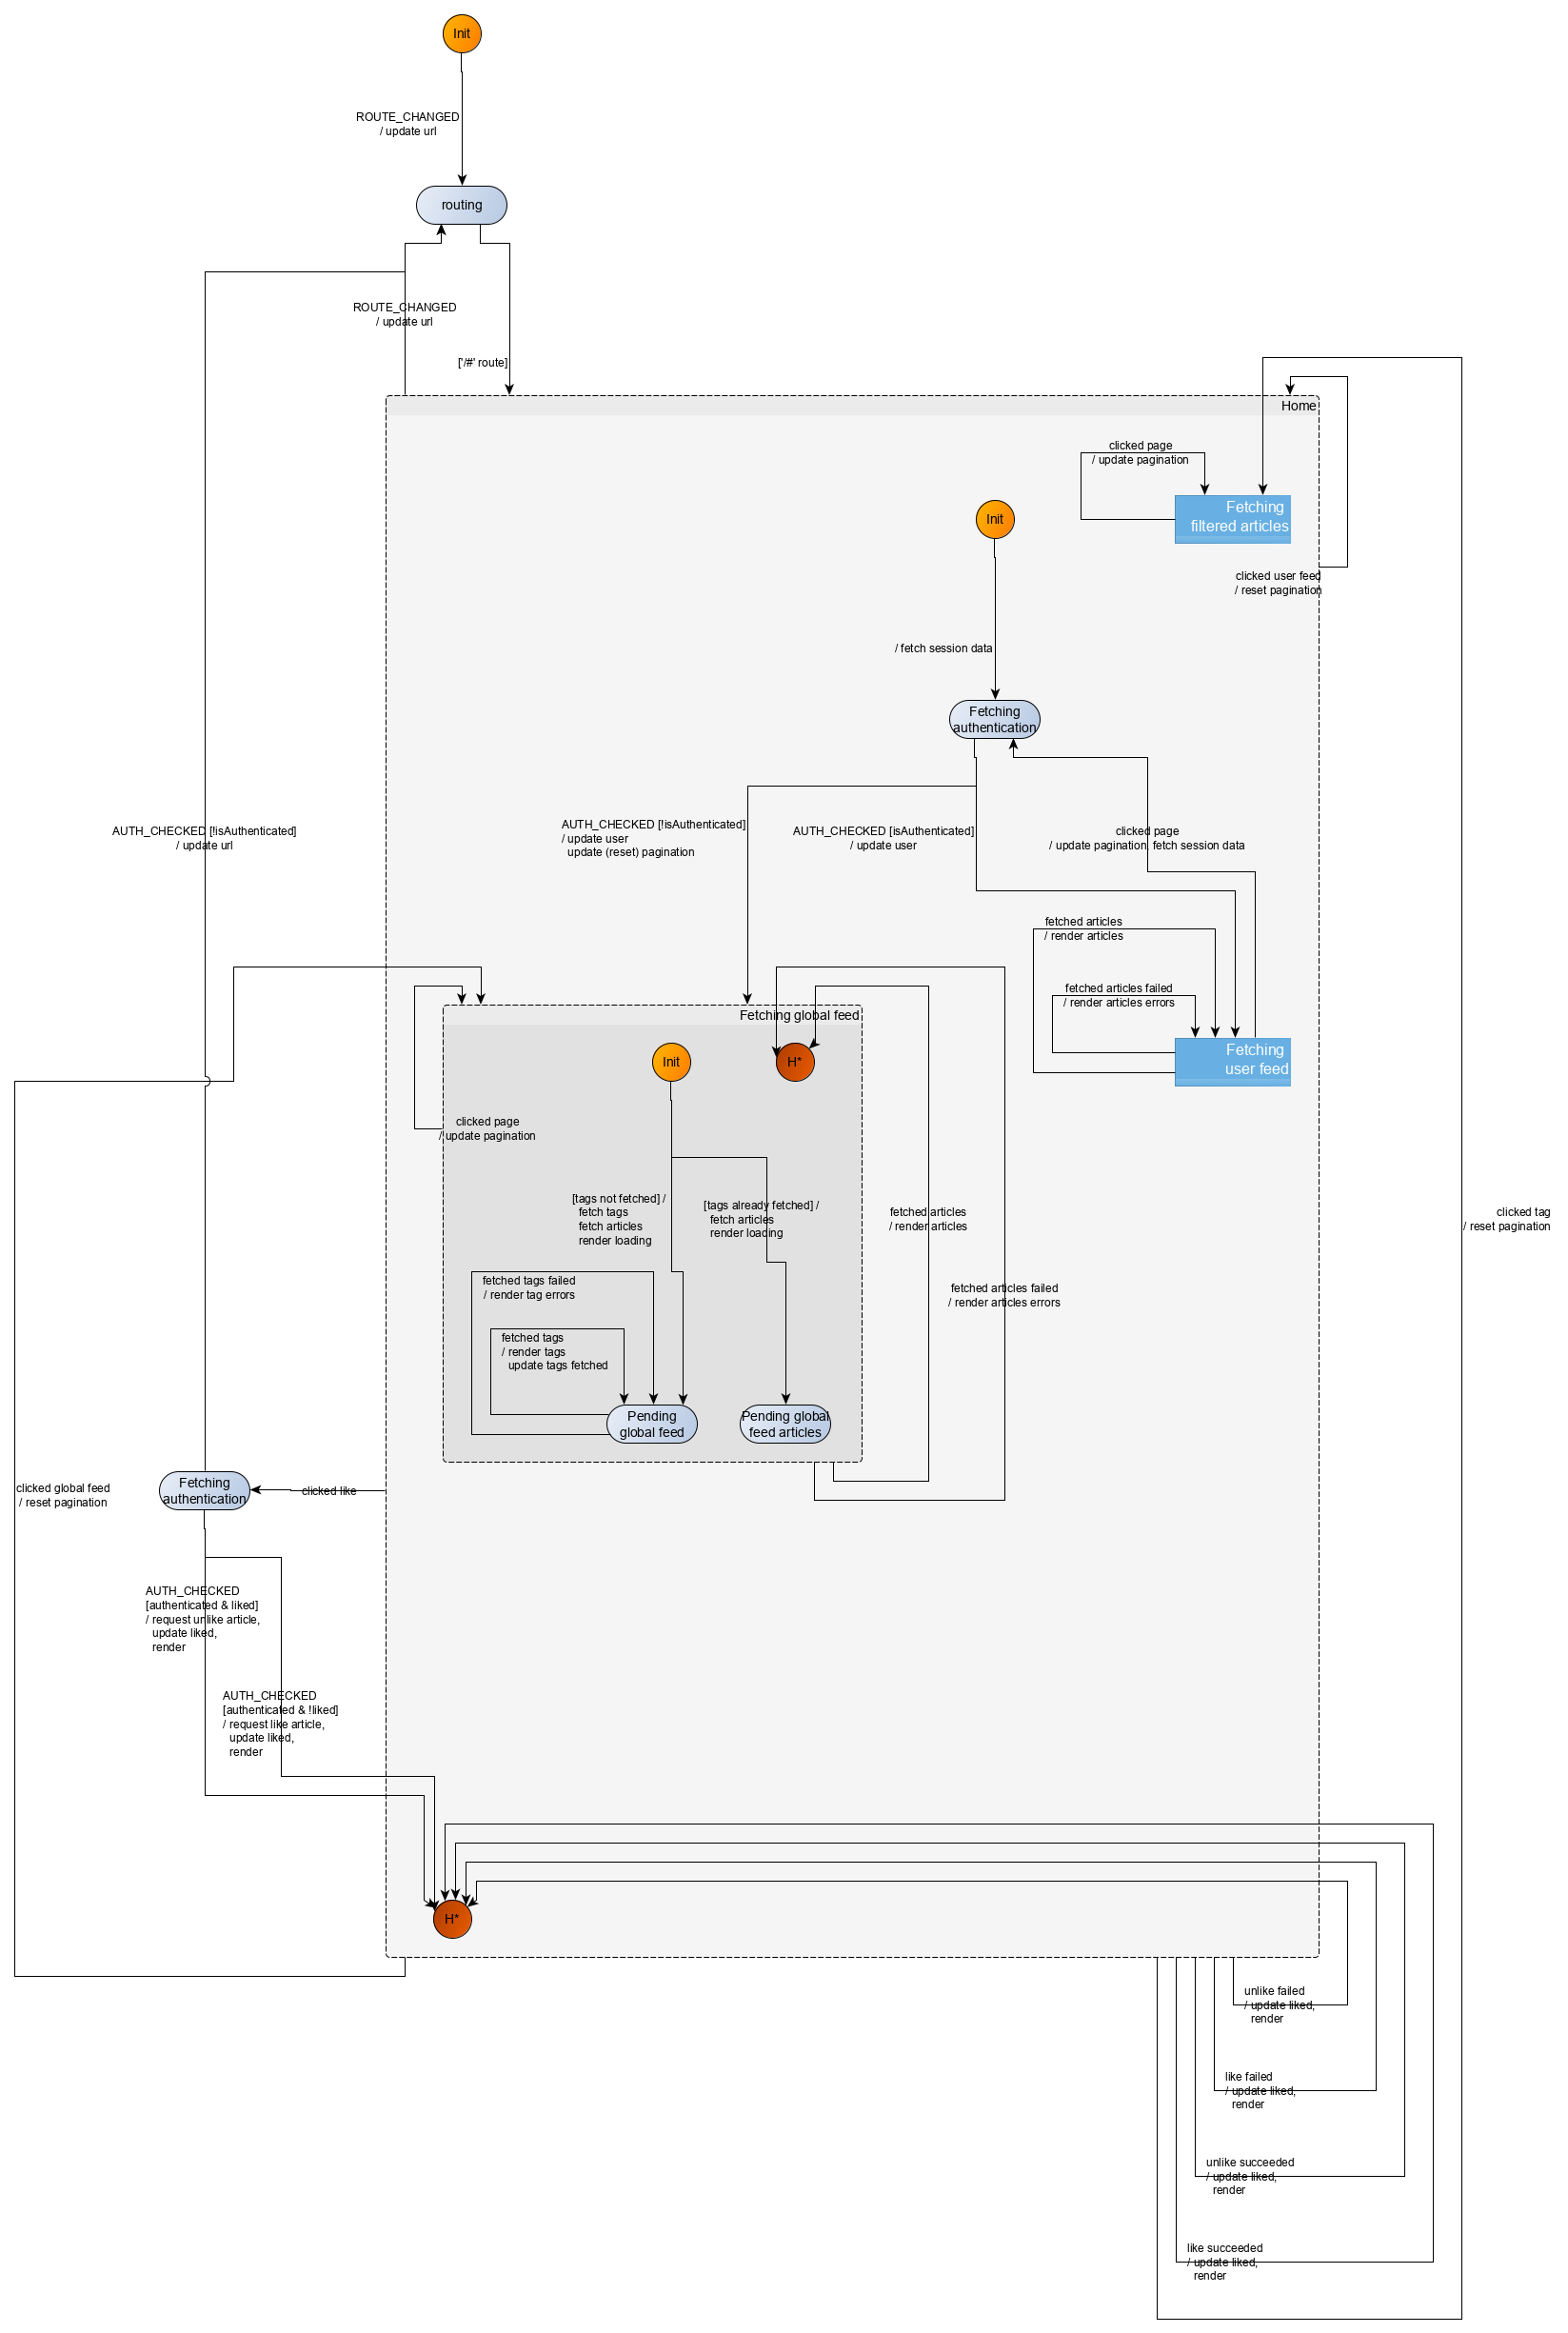 Init
ROUTE_CHANGED
/ update url
routing
ROUTE_CHANGED
/ update url
['/#' route]
Home
clicked page
/ update pagination
Fetching
filtered articles
Init
clicked user feed
/ reset pagination
/ fetch session data
Fetching
authentication
AUTH_CHECKED [!isAuthenticated]
/ update url
AUTH_CHECKED [!isAuthenticated]
/ update user
update (reset) pagination
AUTH_CHECKED [isAuthenticated]
/ update user
clicked page
/ update pagination, fetch session data
fetched articles
/ render articles
fetched articles failed
/ render articles errors
Fetching
user feed
Fetching global feed
Init
H*
clicked page
/ update pagination
[tags not fetched] /
fetch tags
fetch articles
render loading
[tags already fetched] /
fetch articles
render loading
fetched articles
/ render articles
clicked tag
/ reset pagination
fetched tags failed
/ render tag errors
fetched articles failed
/ render articles errors
fetched tags
/ render tags
update tags fetched
Pending
global feed
Pending global
feed articles
clicked global feed
/ reset pagination
Fetching
authentication
clicked like
AUTH_CHECKED
[authenticated & liked]
/ request unlike article,
update liked,
render
AUTH_CHECKED
[authenticated & !liked]
/ request like article,
update liked,
render
H*
unlike failed
/ update liked,
render
like failed
/ update liked,
render
unlike succeeded
/ update liked,
render
like succeeded
/ update liked,
render